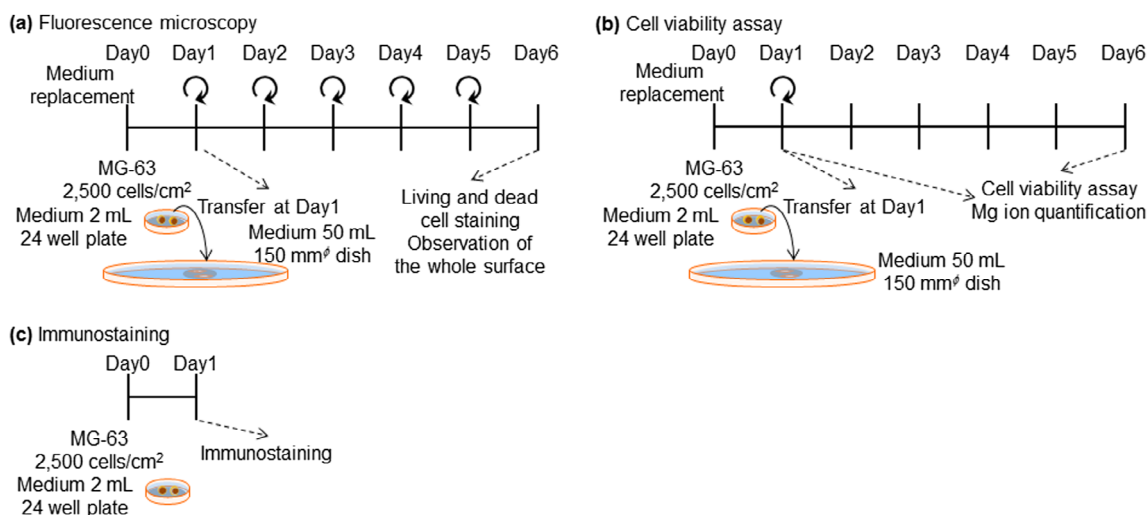 (a) Fluorescence microscopy
Day0 Day1 Day2 Day3 Day4 Day5 Day6
Medium
replacement
MG-63
2,500 cells/cm²
Medium 2 mL
24 well plate
Transfer at Day1
Medium 50 mL
150 mmᶲ dish
Living and dead
cell staining
Observation of
the whole surface
(b) Cell viability assay
Day0 Day1 Day2 Day3 Day4 Day5 Day6
Medium
replacement
MG-63
2,500 cells/cm²
Medium 2 mL
24 well plate
Transfer at Day1
Medium 50 mL
150 mmᶲ dish
Cell viability assay
Mg ion quantification
(c) Immunostaining
Day0 Day1
MG-63
2,500 cells/cm²
Medium 2 mL
24 well plate
Immunostaining